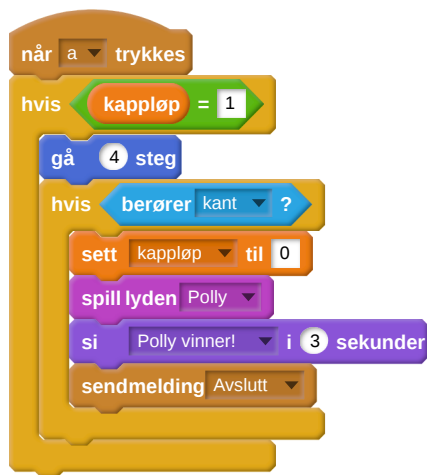 når a trykkes
hvis kappløp = 1
gå 4 steg
hvis berører kant ?
sett kappløp til 0
spill lyden Polly
si Polly vinner! i 3 sekunder
sendmelding Avslutt